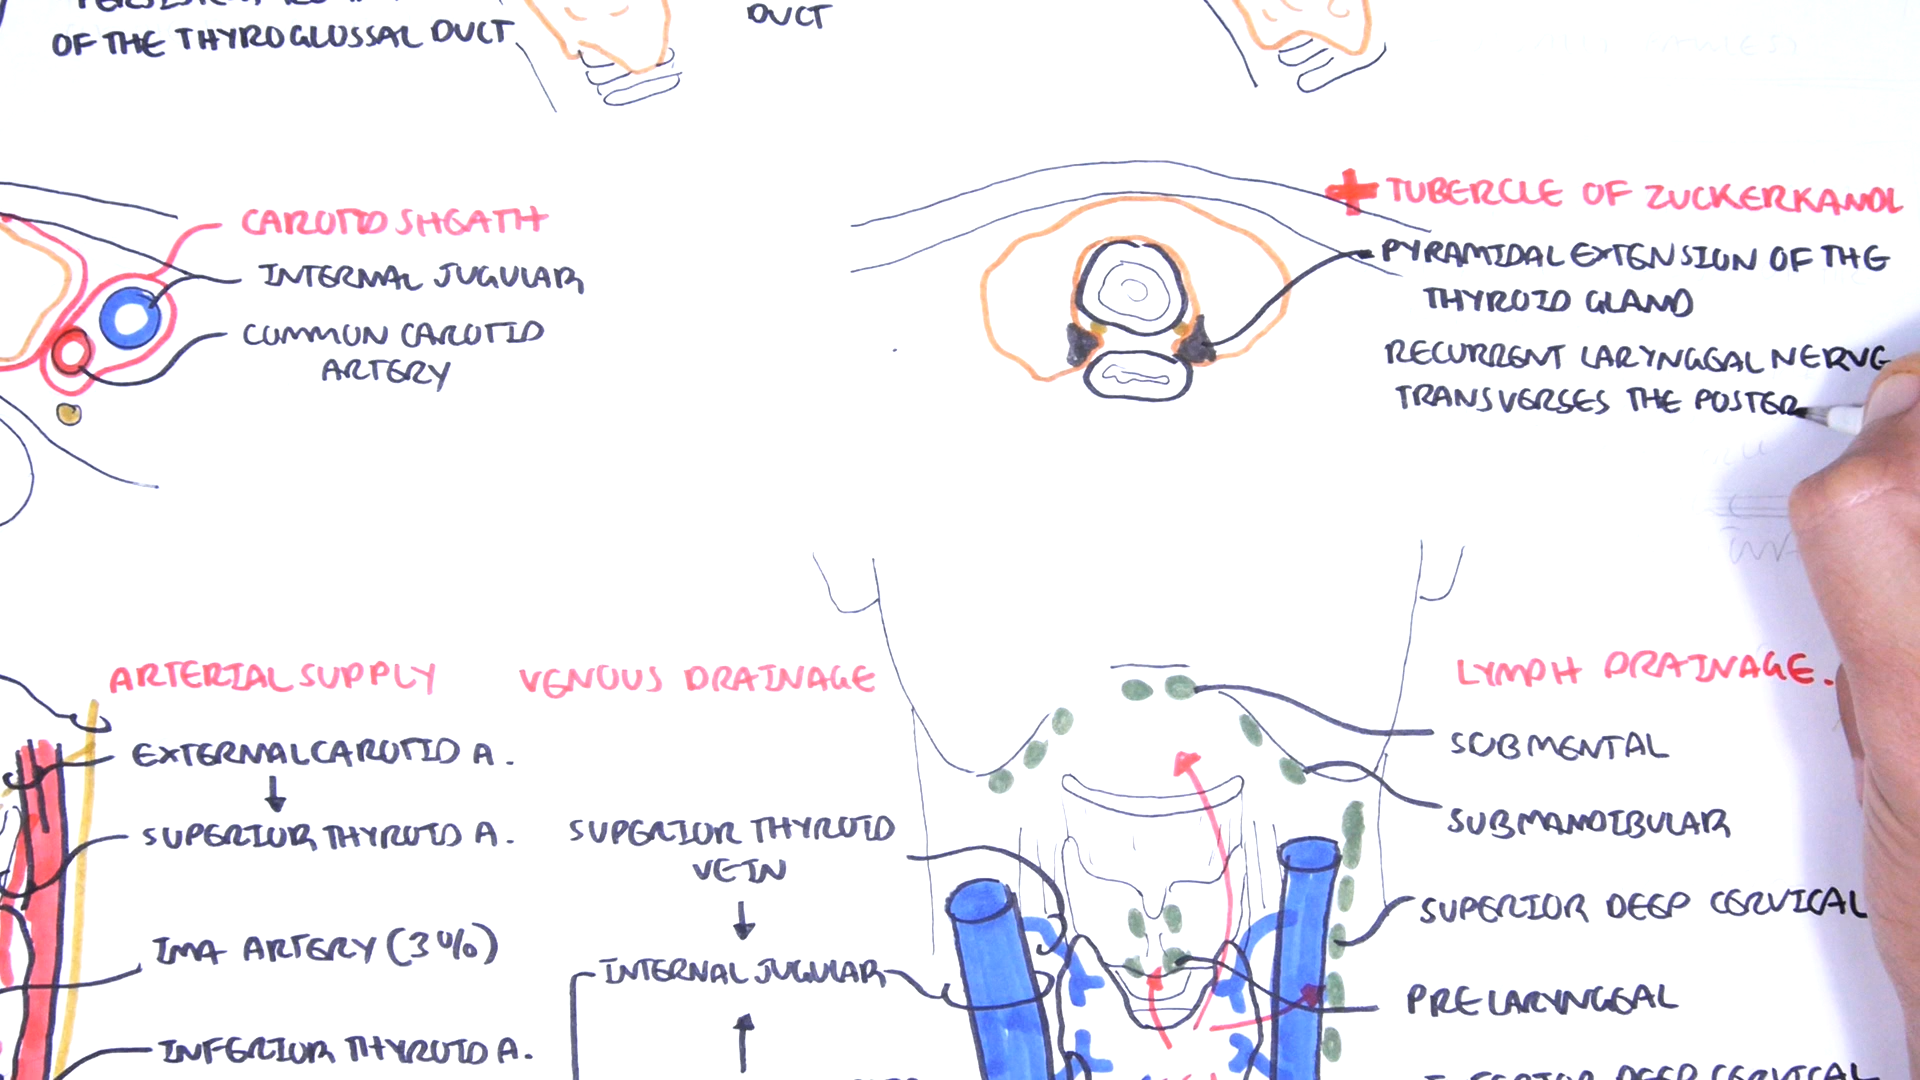 OF THE THYROGLOSSAL DUCT
DUCT
CAROTID SHEATH
INTERNAL JUGULAR
COMMON CAROTID
ARTERY
TUBERCLE OF ZUCKERKANDL
PYRAMIDAL EXTENSION OF THE
THYROID GLAND
RECURRENT LARYNGEAL NERVE
TRANSVERSES THE POSTER
ARTERIAL SUPPLY
EXTERNAL CAROTID A.
SUPERIOR THYROID A.
IMA ARTERY (3%)
INFERIOR THYROID A.
VENOUS DRAINAGE
SUPERIOR THYROID
VEIN
INTERNAL JUGULAR
LYMPH DRAINAGE.
SUBMENTAL
SUBMANDIBULAR
SUPERIOR DEEP CERVICAL
PRELARYNGEAL
DEEP CERVICAL